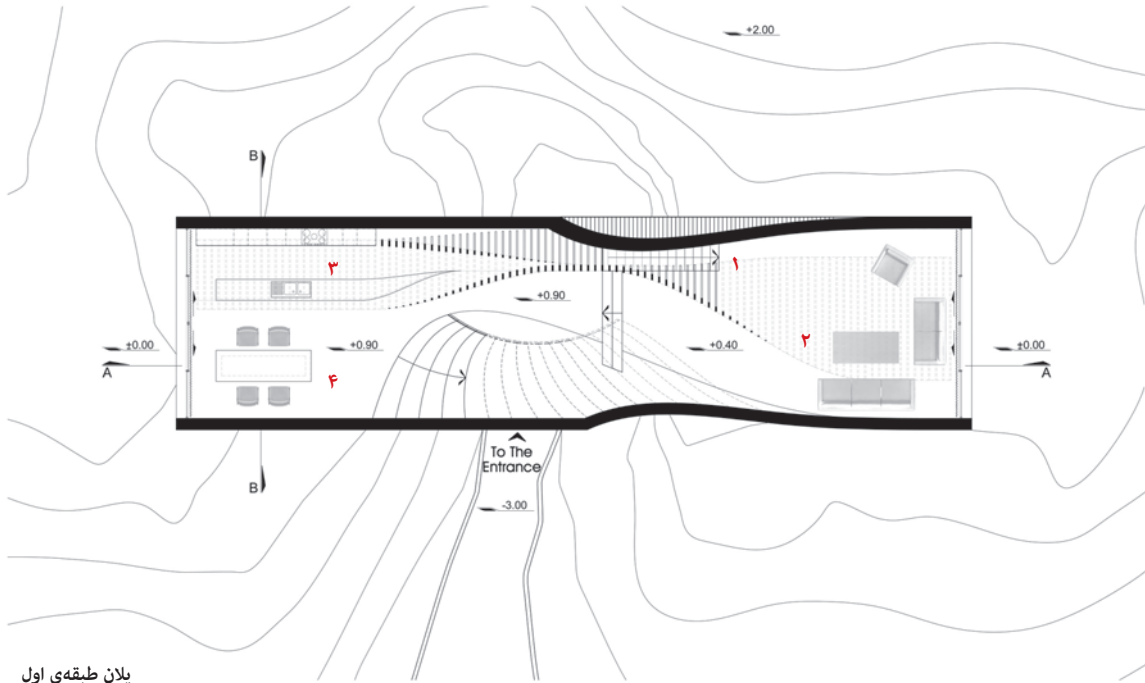 +2.00
B
۳
۱
+0.90
۲
±0.00
+0.90
+0.40
±0.00
A
۴
A
To The
Entrance
B
-3.00
پلان طبقه‌ی اول